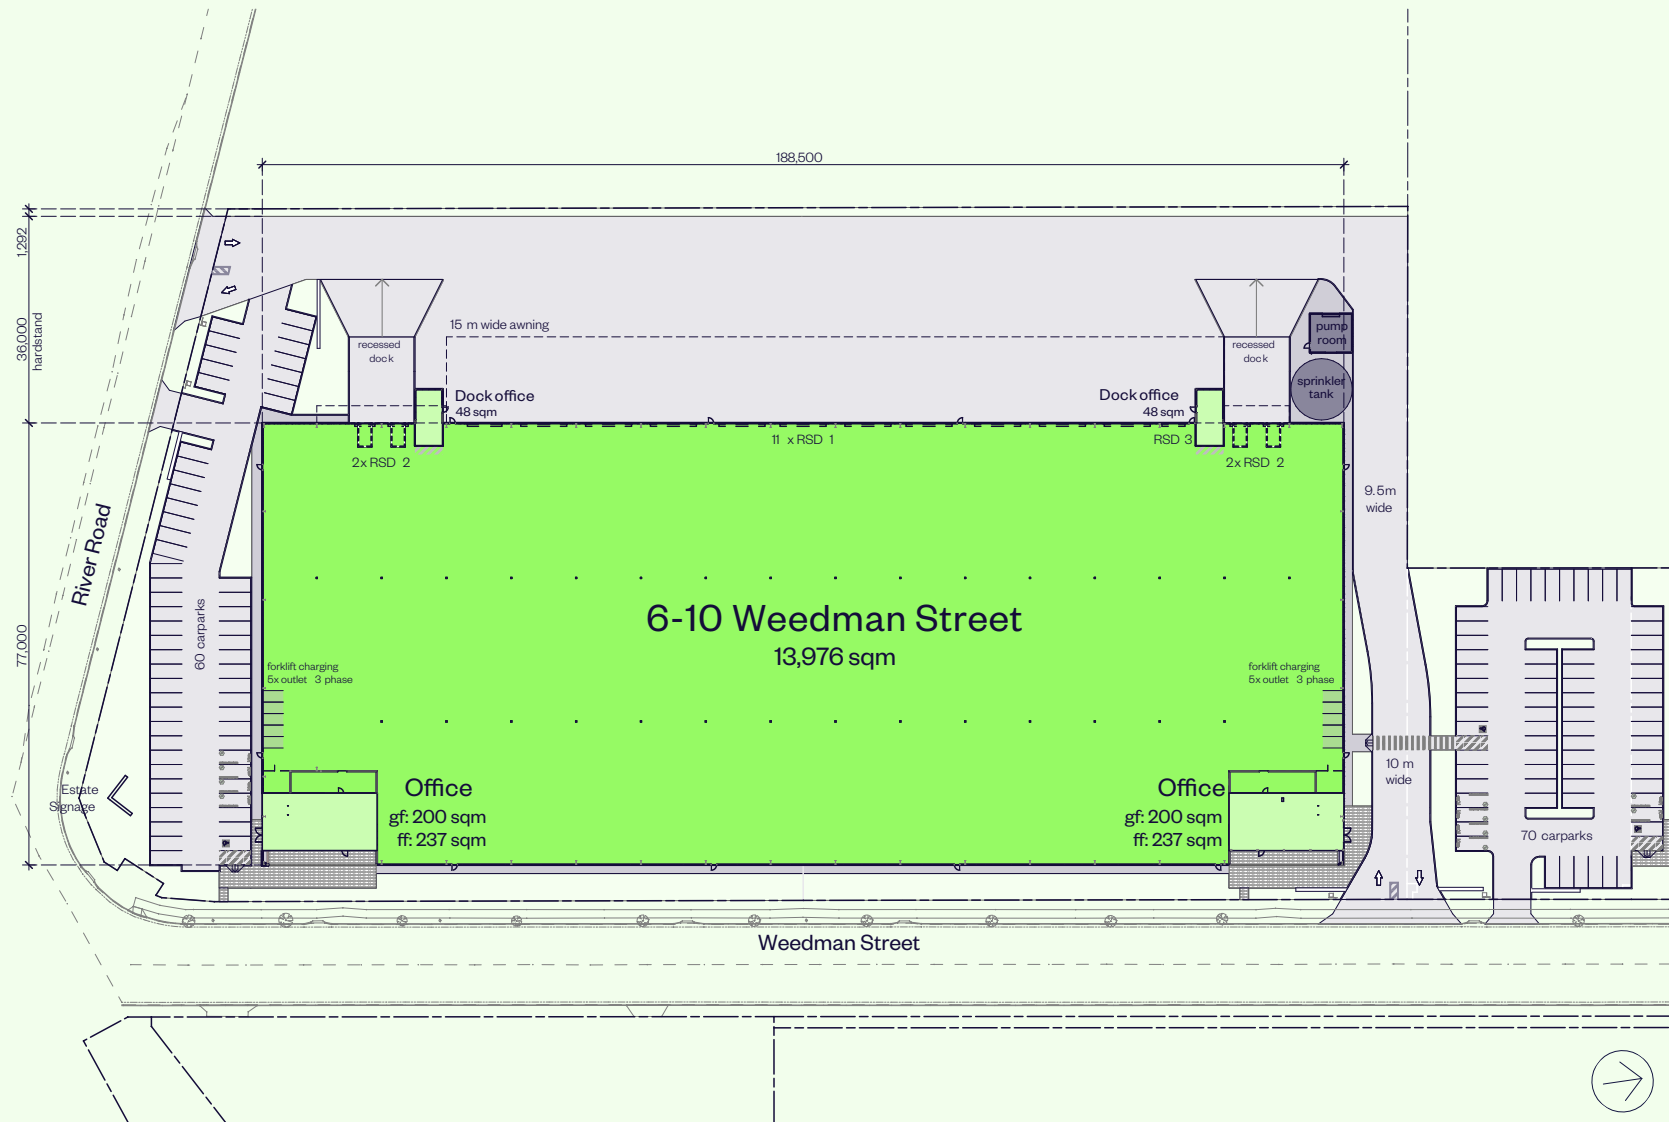 188,500
1,292
36,000
hardstand
77,000
15 m wide awning
recessed
dock
Dock office
48 sqm
Dock office
48 sqm
recessed
dock
pump
room
sprinkler
tank
2x RSD 2
11 x RSD 1
RSD 3
2x RSD 2
9.5m
wide
River Road
60 carparks
6-10 Weedman Street
13,976 sqm
forklift charging
5x outlet 3 phase
forklift charging
5x outlet 3 phase
Estate
Signage
Office
gf: 200 sqm
ff: 237 sqm
Office
gf: 200 sqm
ff: 237 sqm
10 m
wide
70 carparks
Weedman Street